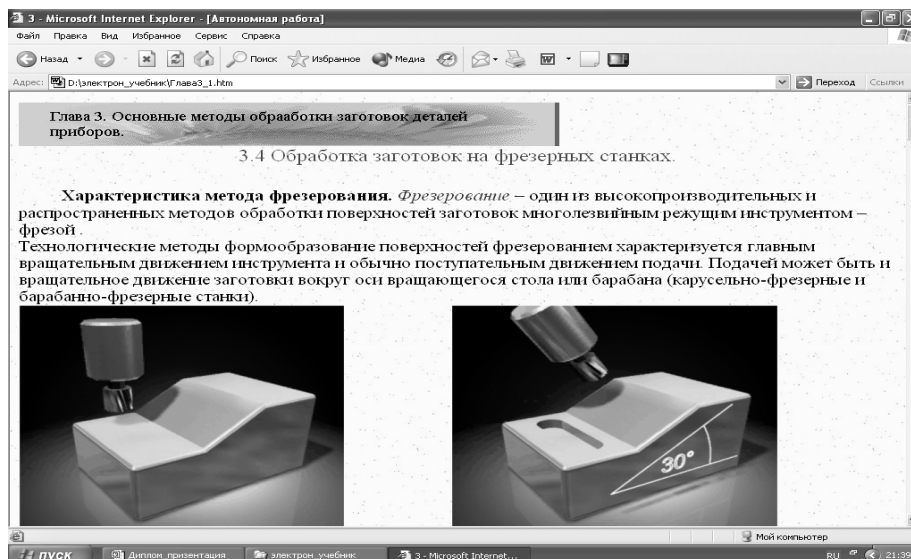 3 - Microsoft Internet Explorer - [Автономная работа]
Файл Правка Вид Избранное Сервис Справка
Назад Поиск Избранное Медиа
Адрес: D:\электрон_учебник\Глава3_1.htm Переход Ссылки
Глава 3. Основные методы обрааботки заготовок деталей
приборов.
3.4 Обработка заготовок на фрезерных станках.
Характеристика метода фрезерования. Фрезерование – один из высокопроизводительных и
распространенных методов обработки поверхностей заготовок многолезвийным режущим инструментом –
фрезой .
Технологические методы формообразование поверхностей фрезерованием характеризуется главным
вращательным движением инструмента и обычно поступательным движением подачи. Подачей может быть и
вращательное движение заготовки вокруг оси вращающегося стола или барабана (карусельно-фрезерные и
барабанно-фрезерные станки).
30°
Мой компьютер
пуск Диплом_призентация электрон_учебник 3 - Microsoft Internet... RU 21:39